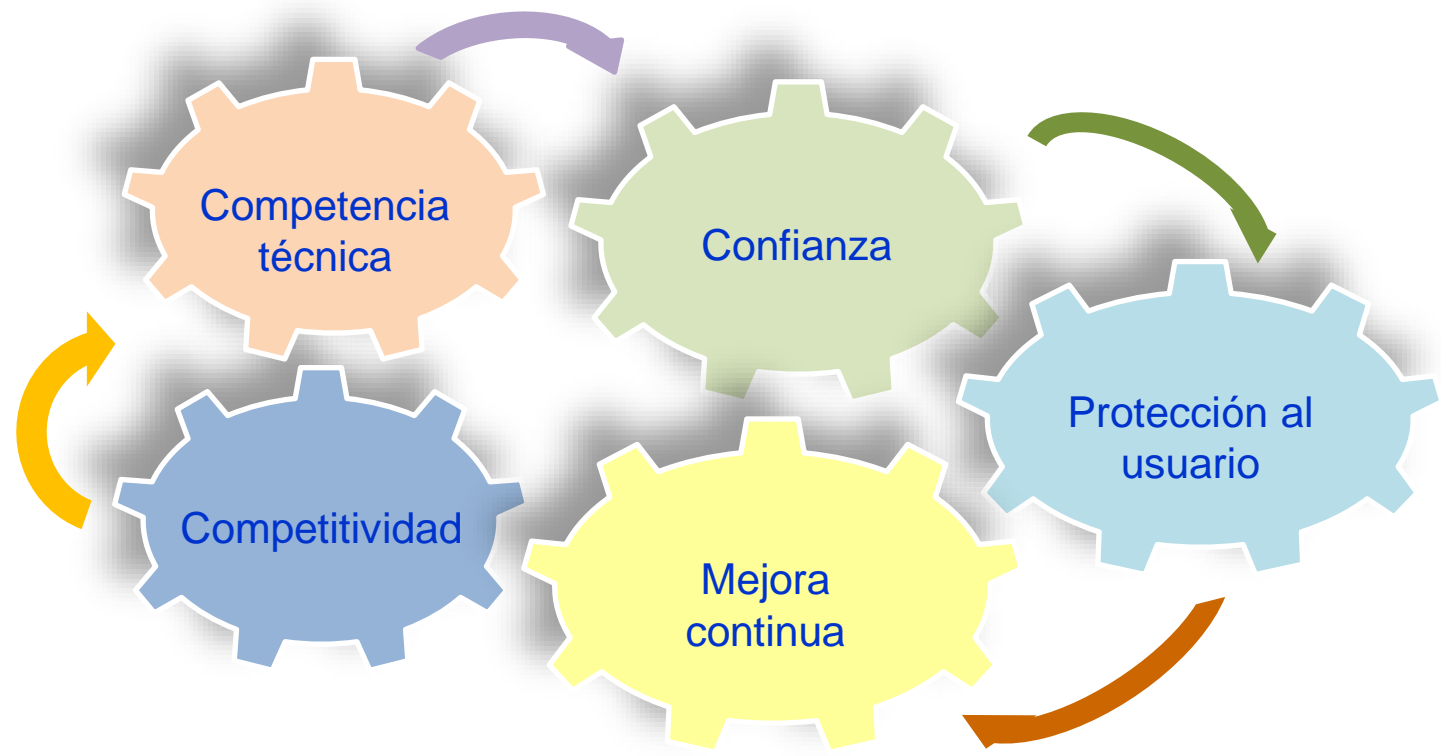 Competencia
técnica
Confianza
Protección al
usuario
Mejora
continua
Competitividad